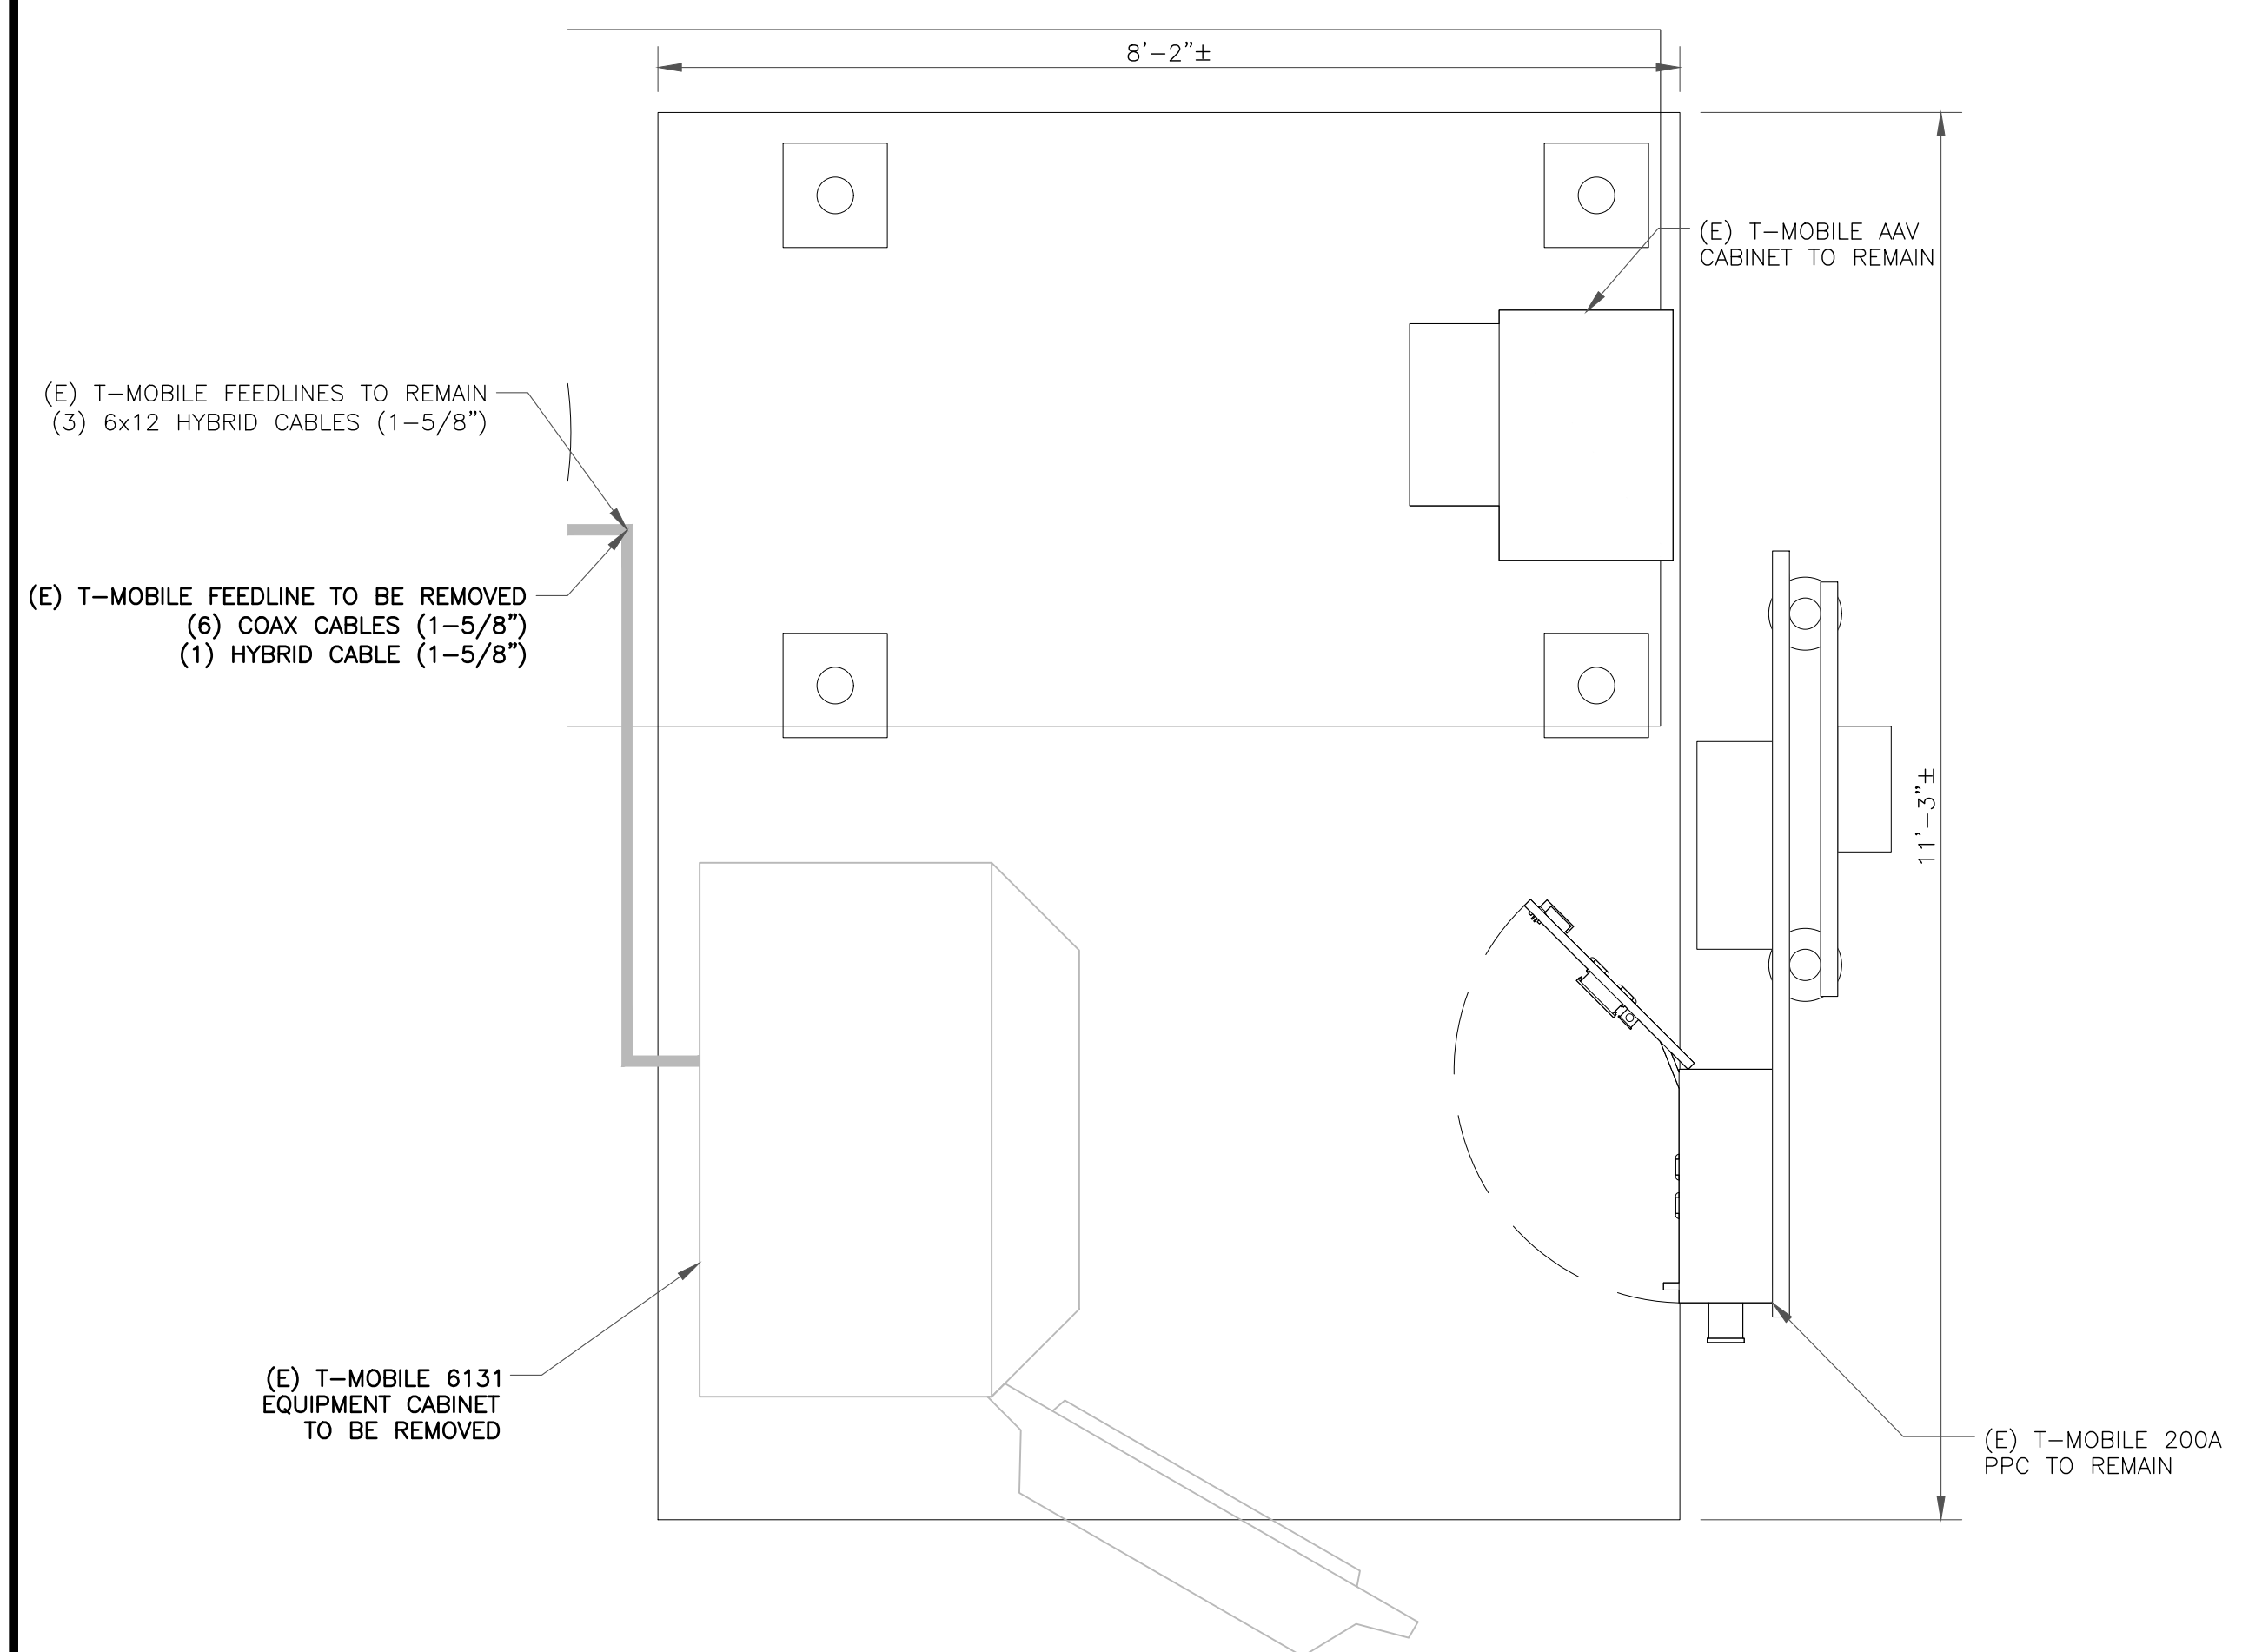 8'-2"±
(E) T-MOBILE AAV
CABINET TO REMAIN
(E) T-MOBILE FEEDLINES TO REMAIN
(3) 6x12 HYBRID CABLES (1-5/8")
(E) T-MOBILE FEEDLINE TO BE REMOVED
(6) COAX CABLES (1-5/8")
(1) HYBRID CABLE (1-5/8")
11'-3"±
(E) T-MOBILE 6131
EQUIPMENT CABINET
TO BE REMOVED
(E) T-MOBILE 200A
PPC TO REMAIN